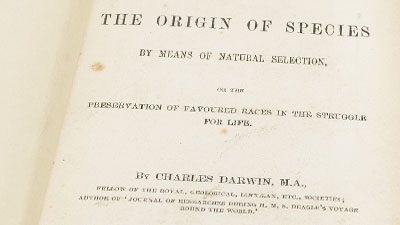 THE ORIGIN OF SPECIES
BY MEANS OF NATURAL SELECTION,
OR THE
PRESERVATION OF FAVOURED RACES IN THE STRUGGLE
FOR LIFE.
BY CHARLES DARWIN, M.A.,
FELLOW OF THE ROYAL, GEOLOGICAL, LINNÆAN, ETC., SOCIETIES;
AUTHOR OF 'JOURNAL OF RESEARCHES DURING H. M. S. BEAGLE'S VOYAGE
ROUND THE WORLD.'